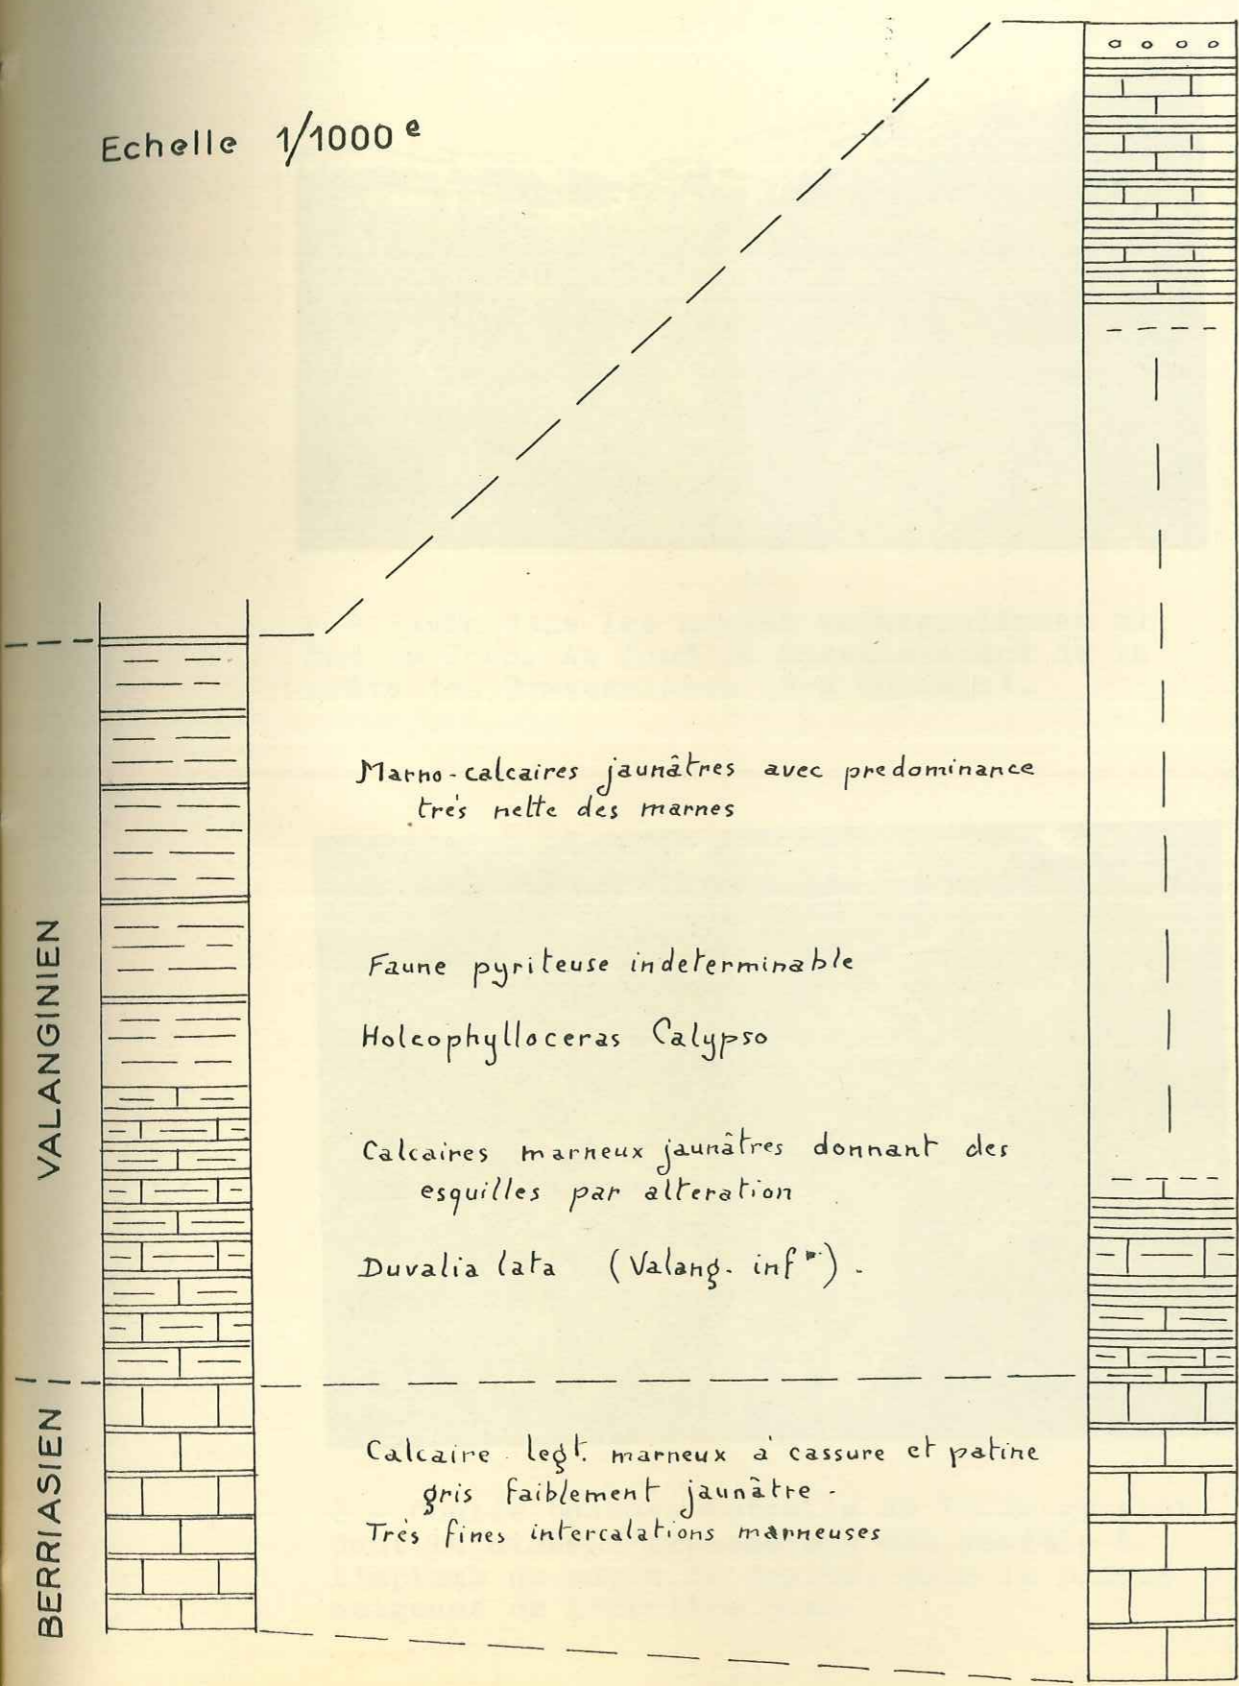 Echelle 1/1000 e
Marno-calcaires jaunâtres avec predominance
très nette des marnes
VALANGINIEN
Faune pyriteuse indeterminable
Holcophylloceras Calypso
Calcaires marneux jaunâtres donnant des
esquilles par alteration
Duvalia lata (Valang. inf r.) -
BERRIASIEN
Calcaire legt. marneux à cassure et patine
gris faiblement jaunâtre -
Très fines intercalations marneuses